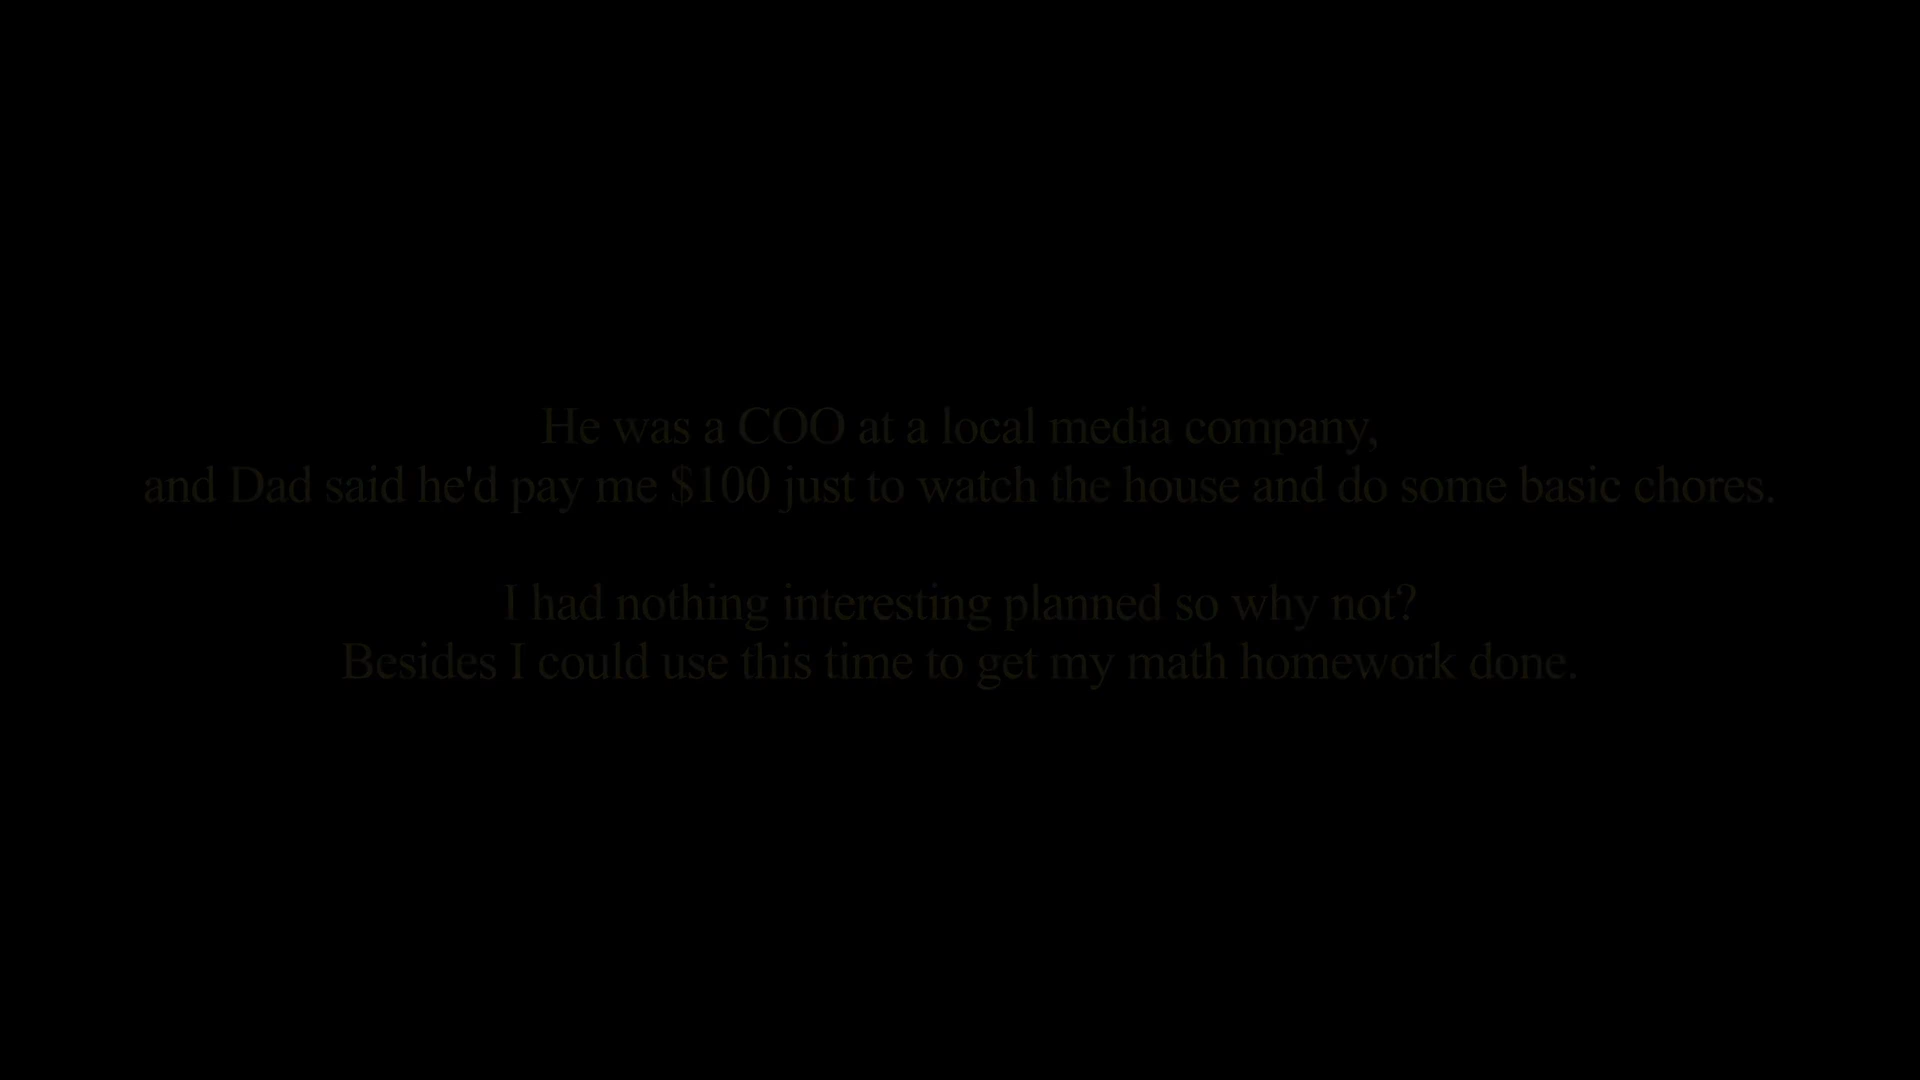 He was a COO at a local media company,
and Dad said he'd pay me $100 just to watch the house and do some basic chores.
I had nothing interesting planned so why not?
Besides I could use this time to get my math homework done.